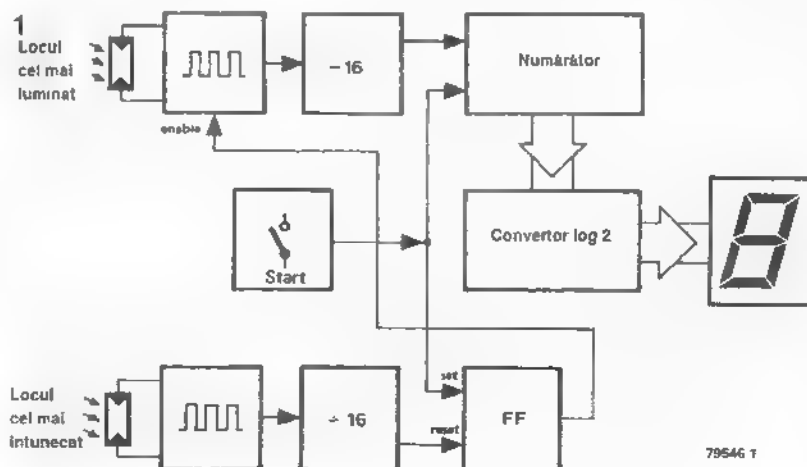 1
Locul
cel mai
luminat
enable
– 16
Numărător
Start
Convertor log 2
Locul
cel mai
intunecat
÷ 16
set
reset
FF
79546 1